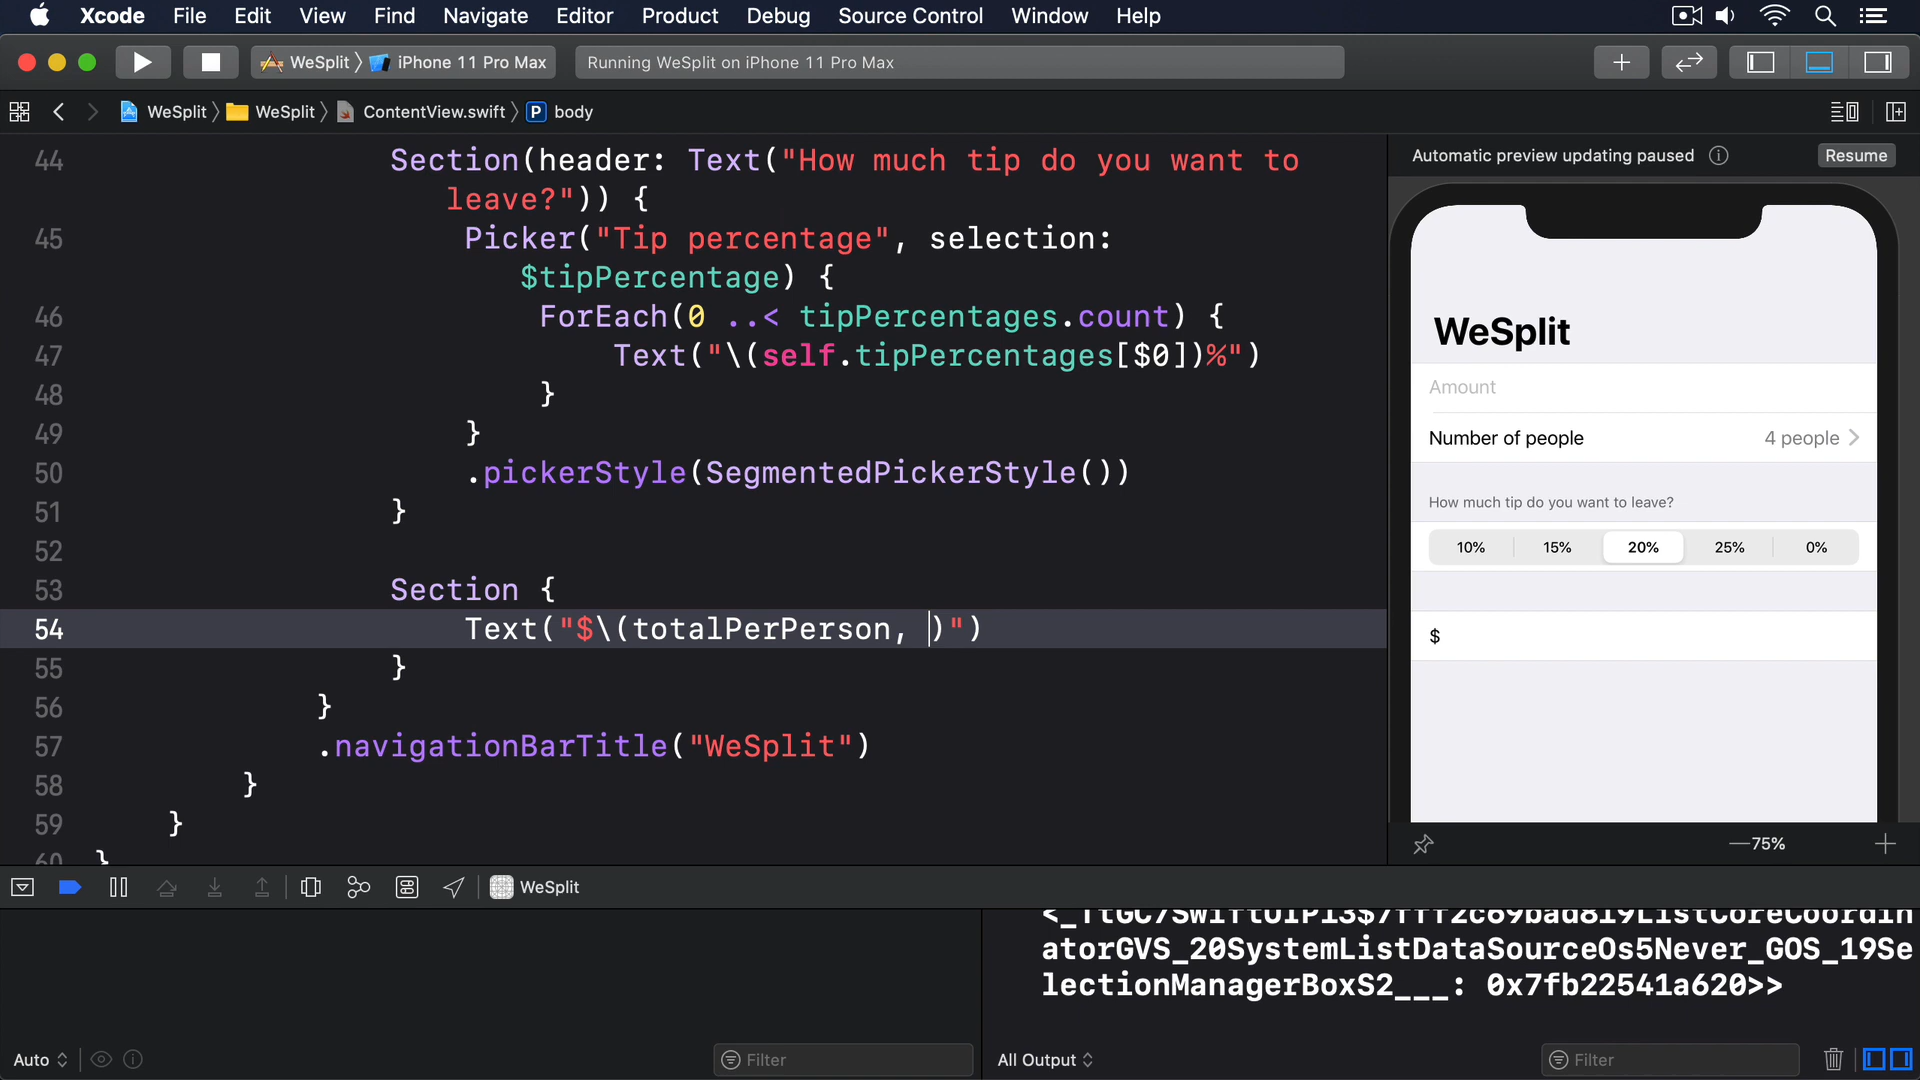 Xcode File Edit View Find Navigate Editor Product Debug Source Control Window Help
WeSplit iPhone 11 Pro Max
Running WeSplit on iPhone 11 Pro Max
WeSplit WeSplit ContentView.swift P body
44 Section(header: Text("How much tip do you want to
leave?")) {
45 Picker("Tip percentage", selection:
$tipPercentage) {
46 ForEach(0 ..< tipPercentages.count) {
47 Text("\(self.tipPercentages[$0])%")
48 }
49 }
50 .pickerStyle(SegmentedPickerStyle())
51 }
52
53 Section {
54 Text("$\(totalPerPerson, )")
55 }
56 }
57 .navigationBarTitle("WeSplit")
58 }
59 }
60 }
Automatic preview updating paused Resume
WeSplit
Amount
Number of people 4 people
How much tip do you want to leave?
10% 15% 20% 25% 0%
$
75%
WeSplit
atorGVS_20SystemListDataSourceOs5Never_GOS_19Se
lectionManagerBoxS2___: 0x7fb22541a620>>
Auto Filter All Output Filter